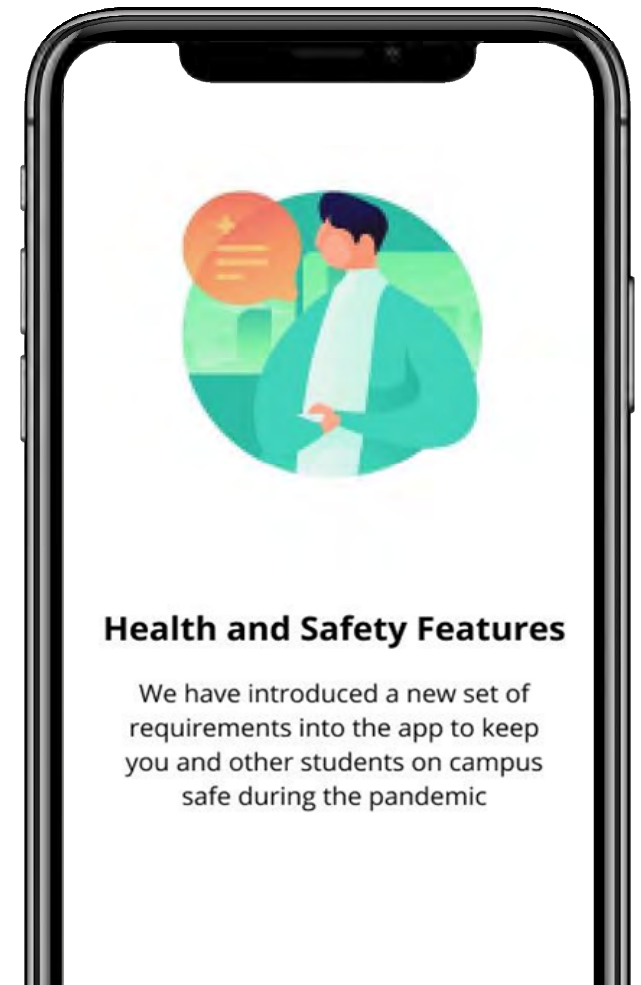 Health and Safety Features
We have introduced a new set of
requirements into the app to keep
you and other students on campus
safe during the pandemic